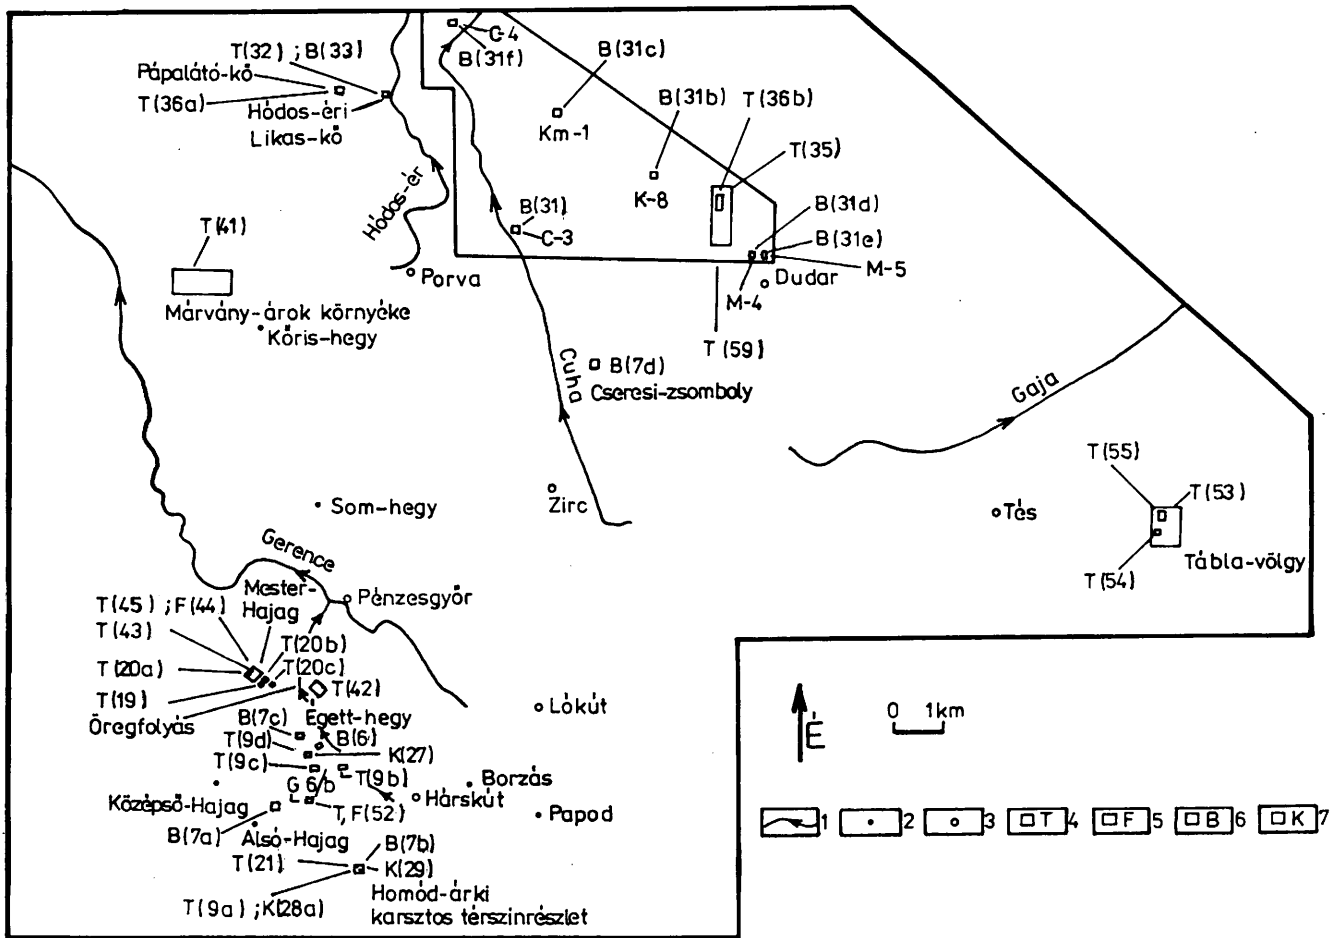 C-4
T(32) ; B(33)
B(31f)
B(31c)
Pápalátó-kő
T(36a)
Hódos-éri
Likas-kő
Km-1
B(31b)
T(36b)
T(35)
Hódos-ér
K-8
B(31)
C-3
B(31d)
B(31e)
M-5
M-4
Dudar
T(41)
Porva
Márvány-árok környéke
Kőris-hegy
T(59)
Cuha
B(7d)
Cseresi-zsomboly
Gaja
T(55)
T(53)
Zirc
Som-hegy
Tés
T(54)
Tábla-völgy
Gerence
Mester-
Hajag
Pénzesgyőr
T(45) ; F(44)
T(43)
T(20b)
T(20a)
T(20c)
T(19)
T(42)
Öregfolyás
Egett-hegy
Lókút
B(7c)
B(6)
T(9d)
K(27)
T(9c)
T(9b)
G 6/b
Borzás
Hárskút
Középső-Hajag
T,F(52)
Papod
B(7a)
Alsó-Hajag
B(7b)
T(21)
K(29)
T(9a) ; K(28a)
Homód-árki
karsztos térszinrészlet
É
0 1km
1 2 3 T 4 F 5 B 6 K 7